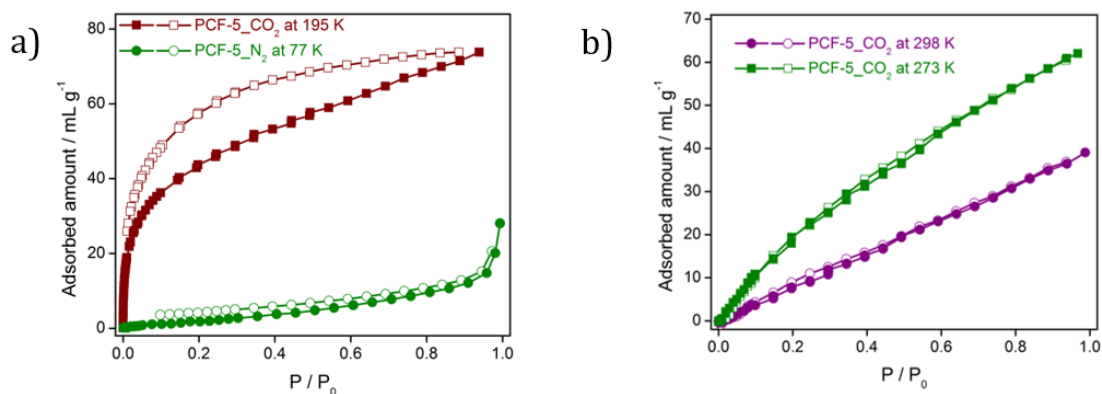 a)
PCF-5_CO₂ at 195 K
PCF-5_N₂ at 77 K
Adsorbed amount / mL g⁻¹
80
60
40
20
0
0.0 0.2 0.4 0.6 0.8 1.0
P / P₀
b)
PCF-5_CO₂ at 298 K
PCF-5_CO₂ at 273 K
Adsorbed amount / mL g⁻¹
70
60
50
40
30
20
10
0
0.0 0.2 0.4 0.6 0.8 1.0
P / P₀